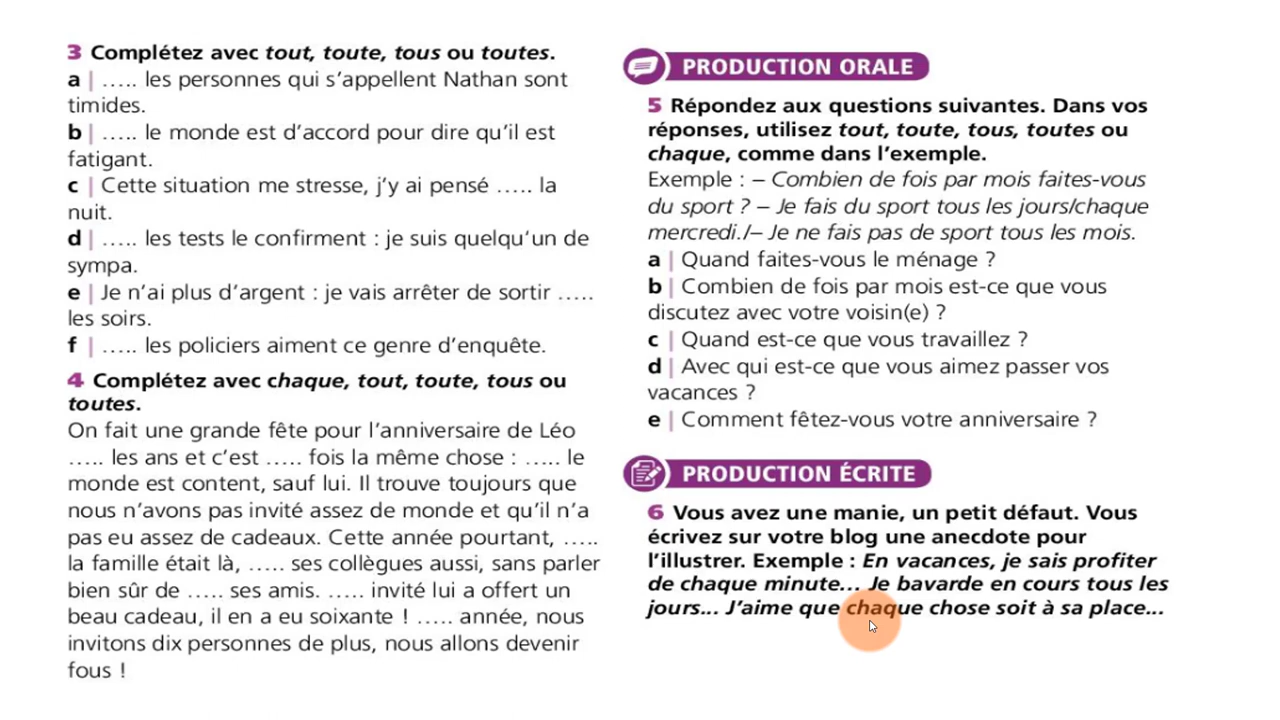 3 Complétez avec tout, toute, tous ou toutes.
a | ..... les personnes qui s'appellent Nathan sont
timides.
b | ..... le monde est d'accord pour dire qu'il est
fatigant.
c | Cette situation me stresse, j'y ai pensé ..... la
nuit.
d | ..... les tests le confirment : je suis quelqu'un de
sympa.
e | Je n'ai plus d'argent : je vais arrêter de sortir .....
les soirs.
f | ..... les policiers aiment ce genre d'enquête.
4 Complétez avec chaque, tout, toute, tous ou
toutes.
On fait une grande fête pour l'anniversaire de Léo
..... les ans et c'est ..... fois la même chose : ..... le
monde est content, sauf lui. Il trouve toujours que
nous n'avons pas invité assez de monde et qu'il n'a
pas eu assez de cadeaux. Cette année pourtant, .....
la famille était là, ..... ses collègues aussi, sans parler
bien sûr de ..... ses amis. ..... invité lui a offert un
beau cadeau, il en a eu soixante ! ..... année, nous
invitons dix personnes de plus, nous allons devenir
fous !
PRODUCTION ORALE
5 Répondez aux questions suivantes. Dans vos
réponses, utilisez tout, toute, tous, toutes ou
chaque, comme dans l'exemple.
Exemple : – Combien de fois par mois faites-vous
du sport ? – Je fais du sport tous les jours/chaque
mercredi./– Je ne fais pas de sport tous les mois.
a | Quand faites-vous le ménage ?
b | Combien de fois par mois est-ce que vous
discutez avec votre voisin(e) ?
c | Quand est-ce que vous travaillez ?
d | Avec qui est-ce que vous aimez passer vos
vacances ?
e | Comment fêtez-vous votre anniversaire ?
PRODUCTION ÉCRITE
6 Vous avez une manie, un petit défaut. Vous
écrivez sur votre blog une anecdote pour
l'illustrer. Exemple : En vacances, je sais profiter
de chaque minute... Je bavarde en cours tous les
jours... J'aime que chaque chose soit à sa place...